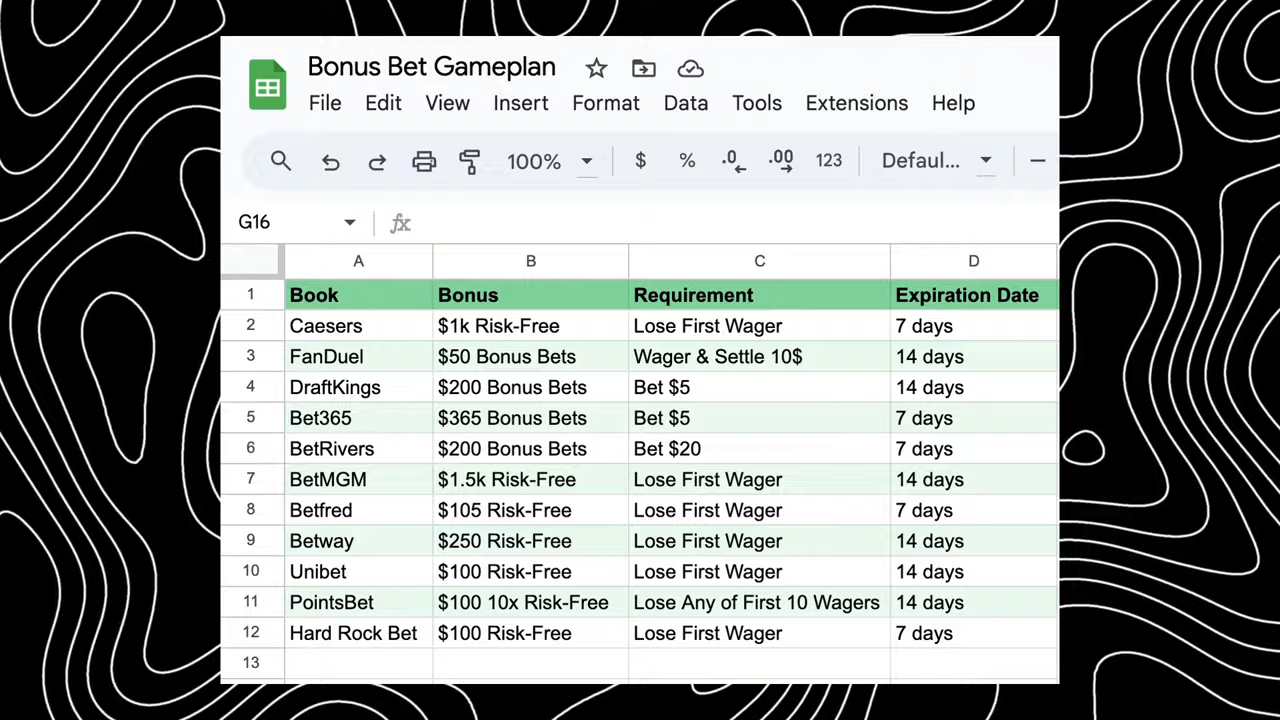 Bonus Bet Gameplan
File Edit View Insert Format Data Tools Extensions Help
100% $ % .0 .00 123 Defaul...
G16 fx
A B C D
1 Book Bonus Requirement Expiration Date
2 Caesers $1k Risk-Free Lose First Wager 7 days
3 FanDuel $50 Bonus Bets Wager & Settle 10$ 14 days
4 DraftKings $200 Bonus Bets Bet $5 14 days
5 Bet365 $365 Bonus Bets Bet $5 7 days
6 BetRivers $200 Bonus Bets Bet $20 7 days
7 BetMGM $1.5k Risk-Free Lose First Wager 14 days
8 Betfred $105 Risk-Free Lose First Wager 7 days
9 Betway $250 Risk-Free Lose First Wager 14 days
10 Unibet $100 Risk-Free Lose First Wager 14 days
11 PointsBet $100 10x Risk-Free Lose Any of First 10 Wagers 14 days
12 Hard Rock Bet $100 Risk-Free Lose First Wager 7 days
13